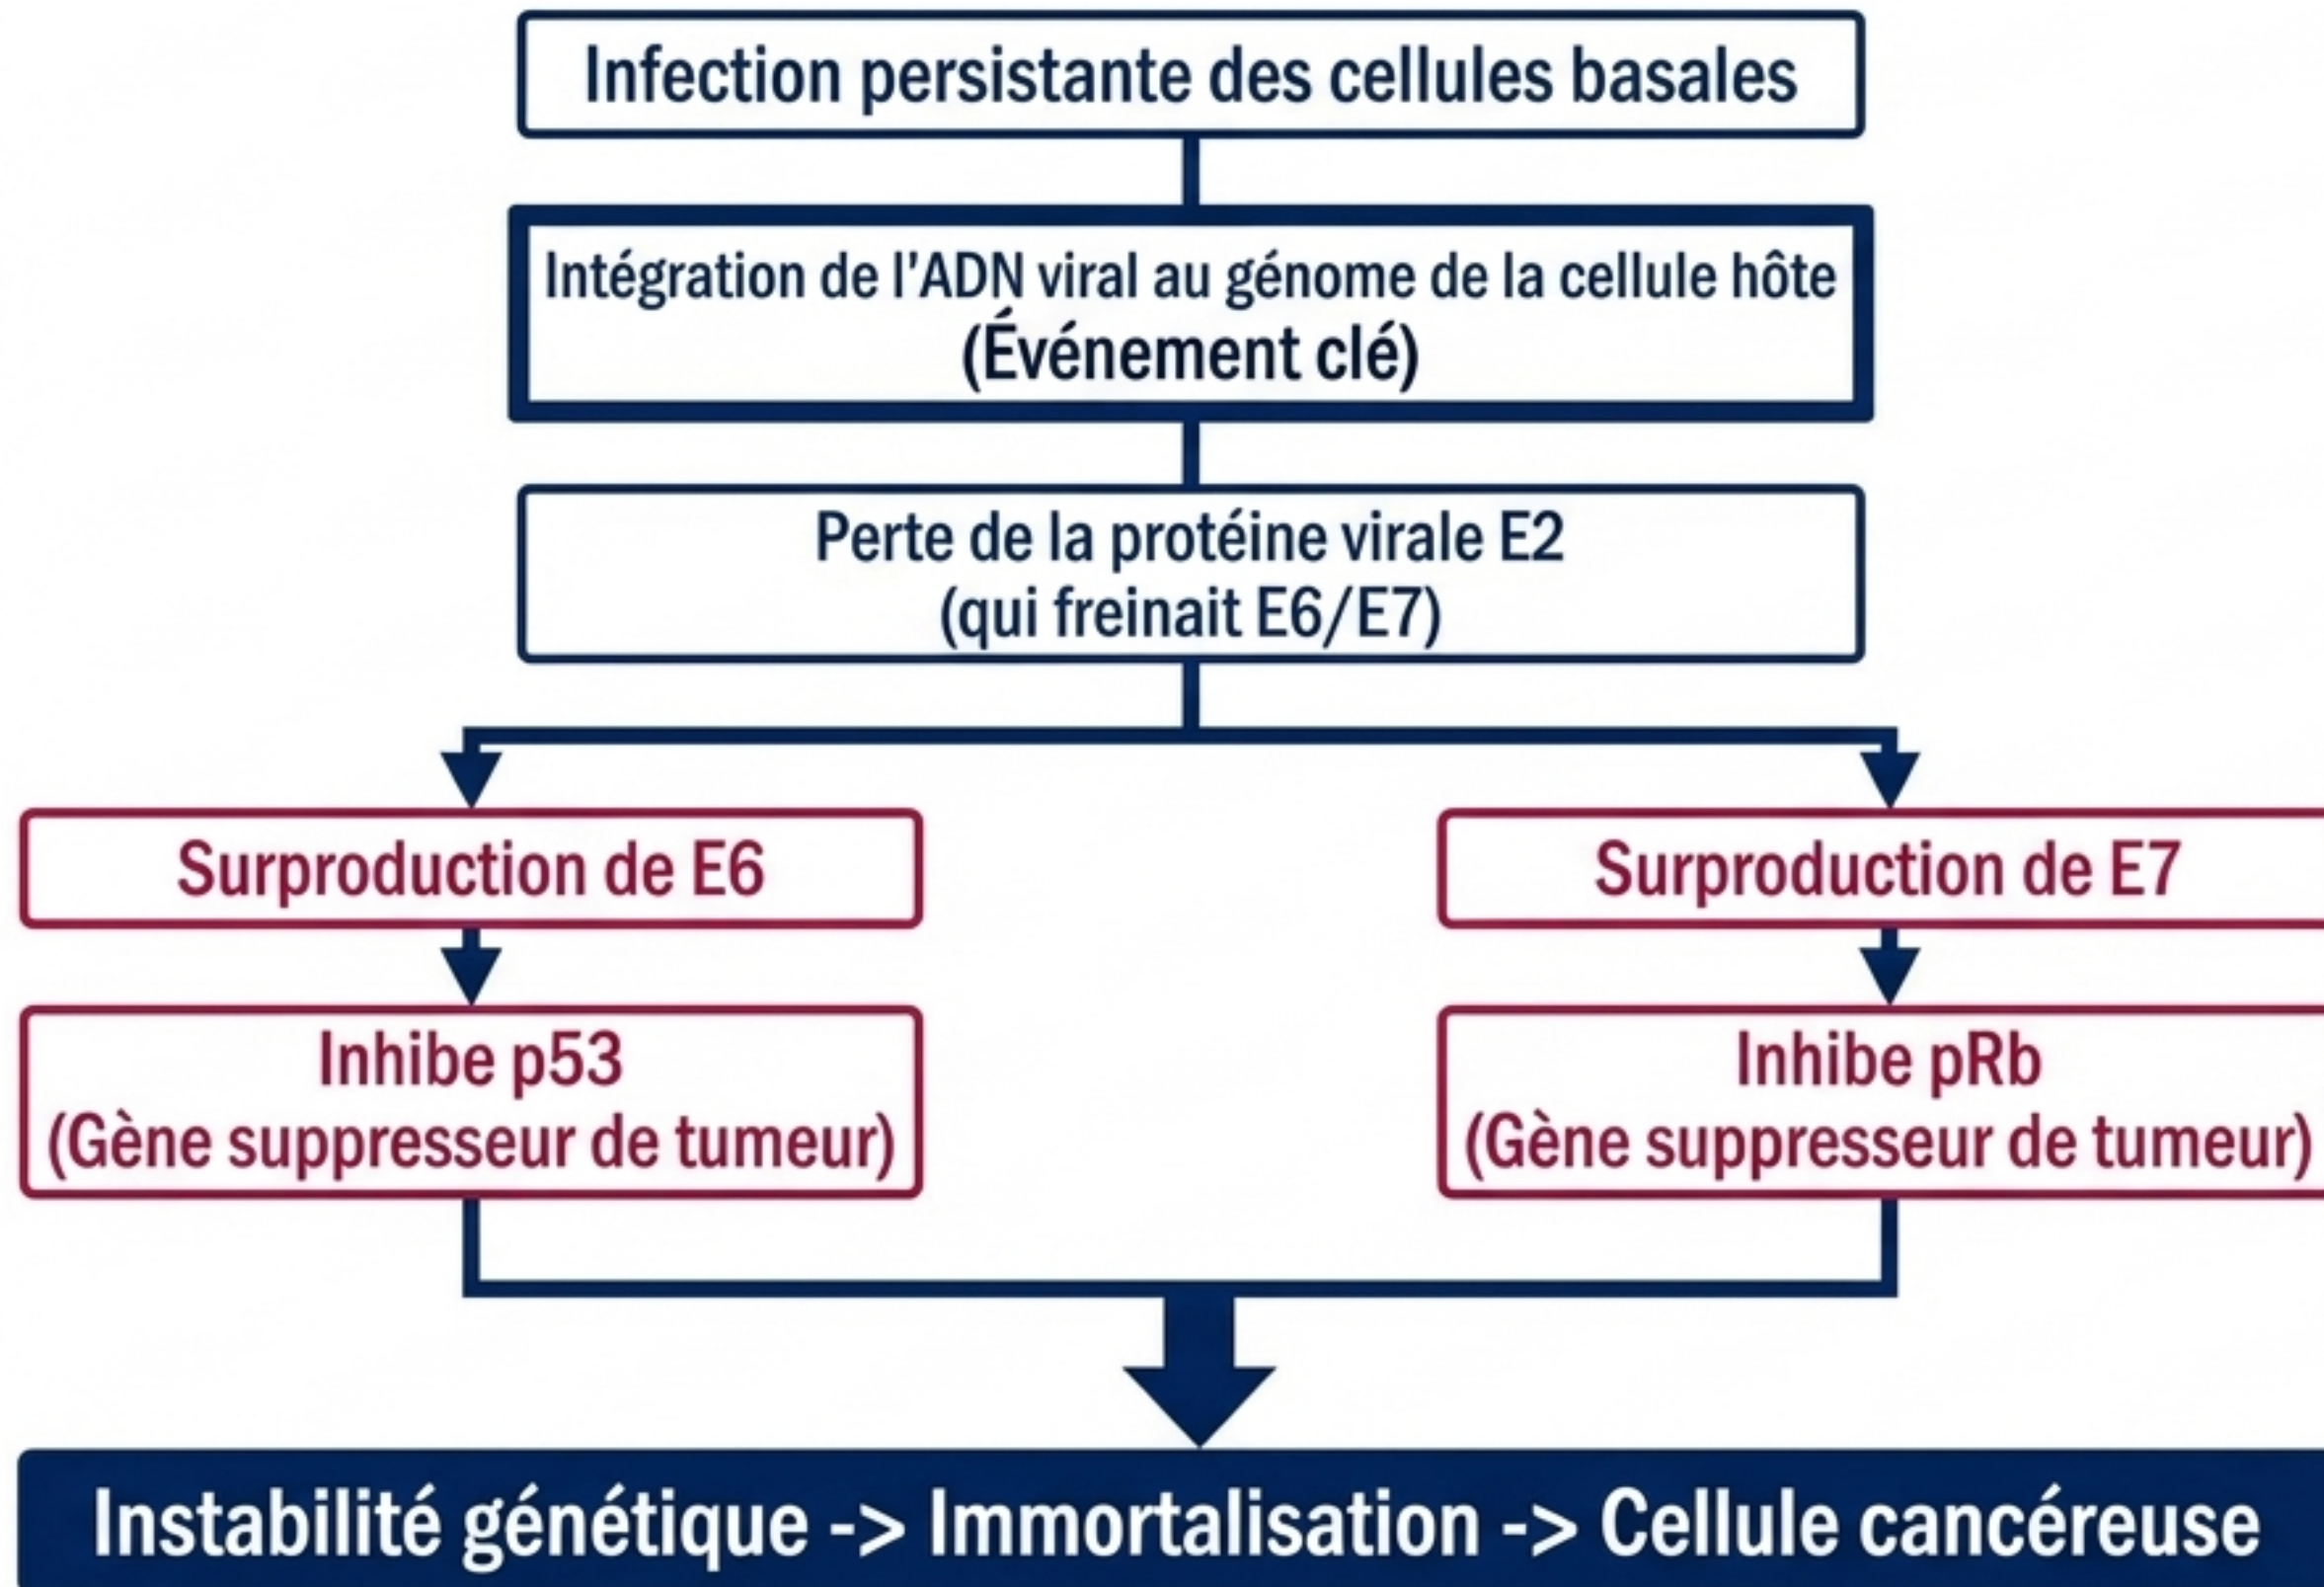 Infection persistante des cellules basales
Intégration de l'ADN viral au génome de la cellule hôte
(Événement clé)
Perte de la protéine virale E2
(qui freinait E6/E7)
Surproduction de E6
Surproduction de E7
Inhibe p53
(Gène suppresseur de tumeur)
Inhibe pRb
(Gène suppresseur de tumeur)
Instabilité génétique -> Immortalisation -> Cellule cancéreuse